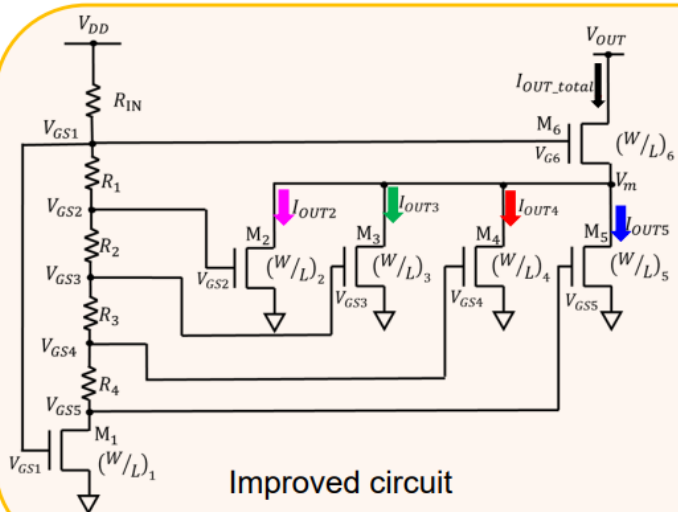 V_DD
V_OUT
I_OUT_total
R_IN
V_GS1
M_6
V_G6
(W/L)_6
R_1
V_m
V_GS2
I_OUT2
I_OUT3
I_OUT4
I_OUT5
R_2
M_2
M_3
M_4
M_5
V_GS3
V_GS2
(W/L)_2
V_GS3
(W/L)_3
V_GS4
(W/L)_4
V_GS5
(W/L)_5
R_3
V_GS4
R_4
V_GS5
M_1
V_GS1
(W/L)_1
Improved circuit